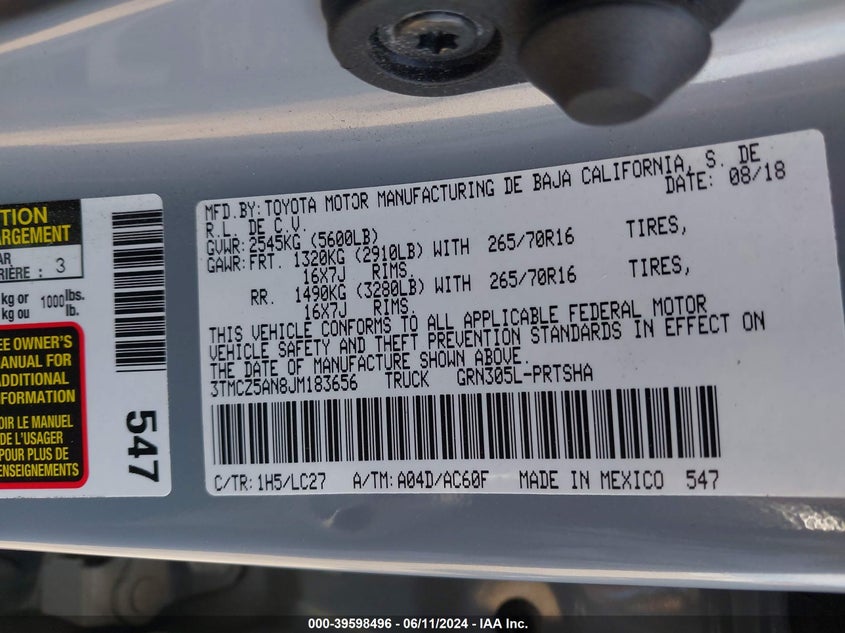 TION
ARGEMENT
AR
RIÈRE : 3
kg or 1000 lbs.
kg ou lb.
EE OWNER'S
ANUAL FOR
ADDITIONAL
FORMATION
OIR LE MANUEL
DE L'USAGER
POUR PLUS DE
ENSEIGNEMENTS
547
MFD.BY: TOYOTA MOTOR MANUFACTURING DE BAJA CALIFORNIA, S. DE
R.L. DE C.V. DATE: 08/18
GVWR: 2545KG (5600LB)
GAWR: FRT. 1320KG (2910LB) WITH 265/70R16 TIRES,
16X7J RIMS.
RR. 1490KG (3280LB) WITH 265/70R16 TIRES,
16X7J RIMS.
THIS VEHICLE CONFORMS TO ALL APPLICABLE FEDERAL MOTOR
VEHICLE SAFETY AND THEFT PREVENTION STANDARDS IN EFFECT ON
THE DATE OF MANUFACTURE SHOWN ABOVE.
3TMCZ5AN8JM183656 TRUCK GRN305L-PRTSHA
C/TR: 1H5/LC27 A/TM: A04D/AC60F MADE IN MEXICO 547
000-39598496 - 06/11/2024 - IAA Inc.